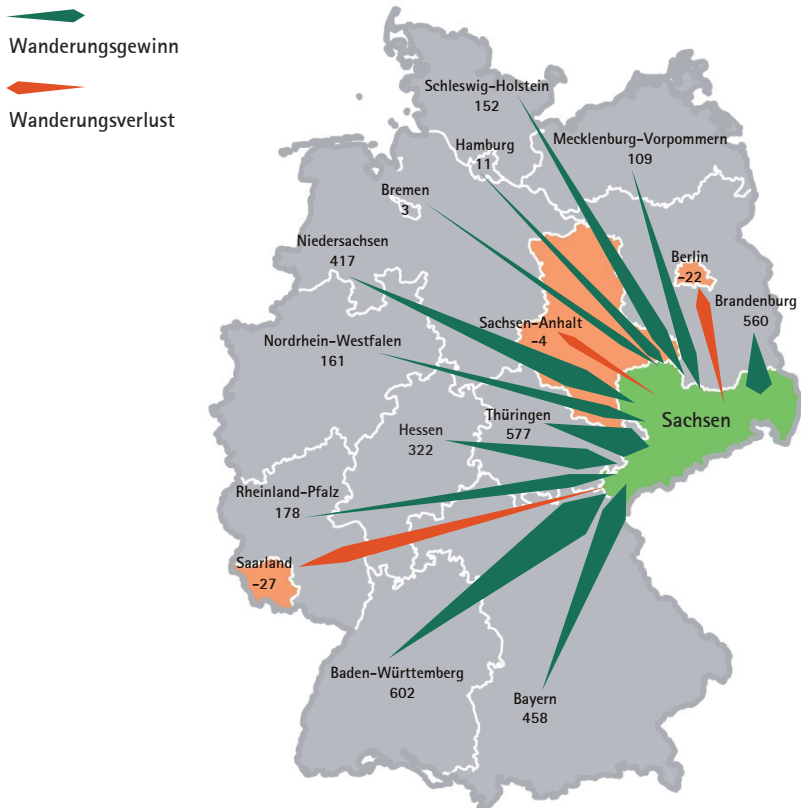 Wanderungsgewinn
Wanderungsverlust
Schleswig-Holstein
152
Hamburg
11
Mecklenburg-Vorpommern
109
Bremen
3
Niedersachsen
417
Berlin
-22
Brandenburg
560
Sachsen-Anhalt
-4
Nordrhein-Westfalen
161
Thüringen
577
Sachsen
Hessen
322
Rheinland-Pfalz
178
Saarland
-27
Baden-Württemberg
602
Bayern
458